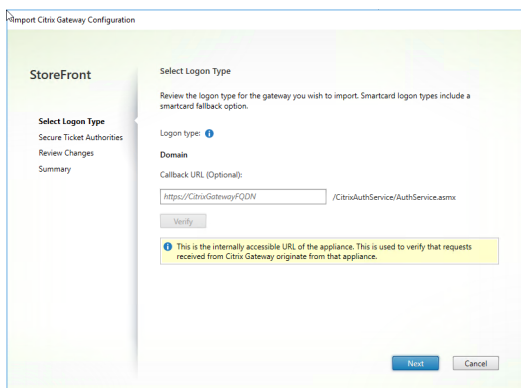 Import Citrix Gateway Configuration
StoreFront
Select Logon Type
Secure Ticket Authorities
Review Changes
Summary
Select Logon Type
Review the logon type for the gateway you wish to import. Smartcard logon types include a
smartcard fallback option.
Logon type:
Domain
Callback URL (Optional):
https://CitrixGatewayFQDN /CitrixAuthService/AuthService.asmx
Verify
This is the internally accessible URL of the appliance. This is used to verify that requests
received from Citrix Gateway originate from that appliance.
Next Cancel